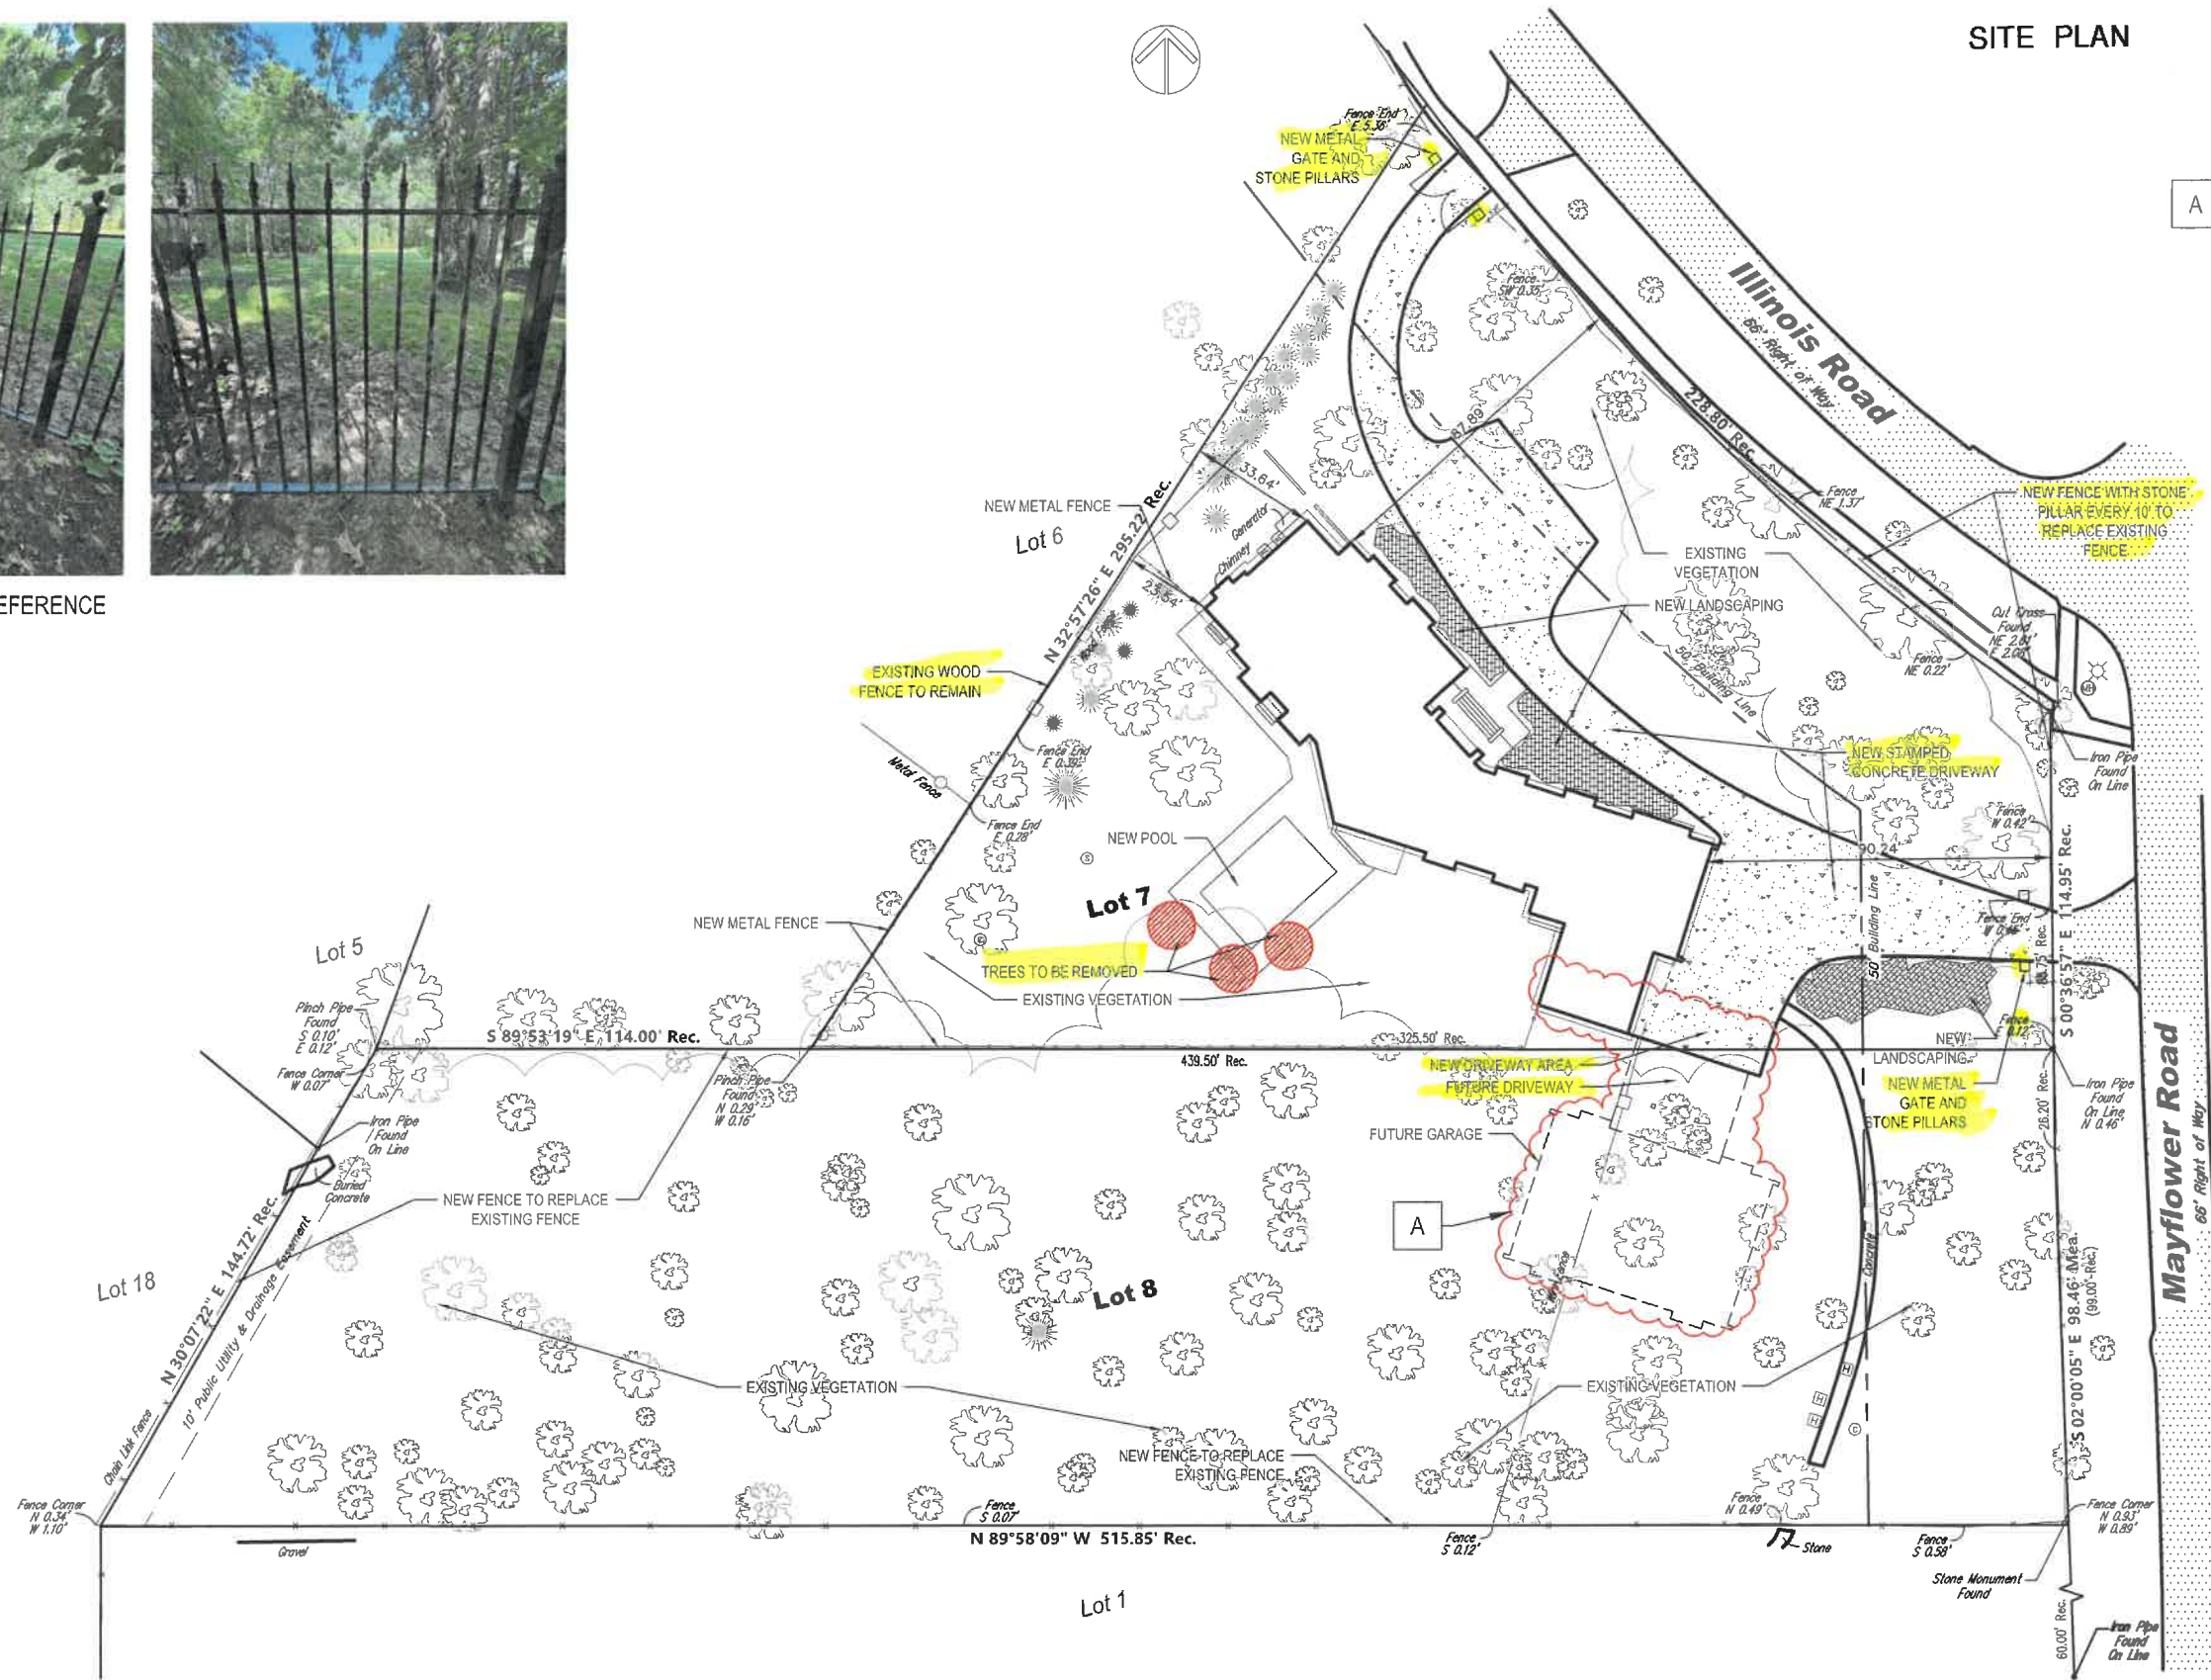 SITE PLAN
A
EFERENCE
Fence End
E 5.36'
NEW METAL
GATE AND
STONE PILLARS
Illinois Road
66' Right of Way
Fence
SW 0.35'
228.80' Rec.
87.89'
33.64'
NEW METAL FENCE
Lot 6
N 32°57'26" E 295.22' Rec.
Generator
Chimney
23.54'
Fence
NE 1.37'
NEW FENCE WITH STONE
PILLAR EVERY 10' TO
REPLACE EXISTING
FENCE
EXISTING
VEGETATION
NEW LANDSCAPING
Cut Cross
Found
NE 2.61'
E 2.08'
Fence
NE 0.22'
50' Building Line
EXISTING WOOD
FENCE TO REMAIN
Fence End
E 0.39'
Metal Fence
Fence End
E 0.28'
NEW STAMPED
CONCRETE DRIVEWAY
MH
Iron Pipe
Found
On Line
Fence
W 0.42'
NEW POOL
S
90.24'
S 00°36'57" E 114.95' Rec.
50' Building Line
Lot 7
NEW METAL FENCE
Fence End
TREES TO BE REMOVED
EXISTING VEGETATION
Lot 5
Pinch Pipe
Found
S 0.10'
E 0.12'
S 89°53'19" E 114.00' Rec.
325.50' Rec.
439.50' Rec.
Fence
E 0.12'
NEW
LANDSCAPING
NEW DRIVEWAY AREA
FUTURE DRIVEWAY
NEW METAL
GATE AND
STONE PILLARS
Iron Pipe
Found
On Line
N 0.46'
26.20' Rec.
Fence Corner
W 0.07'
Pinch Pipe
Found
N 0.29'
W 0.16'
Iron Pipe
Found
On Line
FUTURE GARAGE
Buried
Concrete
NEW FENCE TO REPLACE
EXISTING FENCE
A
Mayflower Road
66' Right of Way
Lot 18
N 30°07'22" E 144.72' Rec.
10' Public Utility & Drainage Easement
Concrete
Lot 8
S 02°00'05" E 98.46' Mea.
(99.00' Rec.)
EXISTING VEGETATION
EXISTING VEGETATION
H
H
H
C
Chain Link Fence
NEW FENCE TO REPLACE
EXISTING FENCE
Fence Corner
N 0.34'
W 1.10'
Fence
S 0.07'
Fence
N 0.49'
Fence Corner
N 0.93'
W 0.89'
Gravel
N 89°58'09" W 515.85' Rec.
Fence
S 0.12'
Stone
Fence
S 0.58'
Stone Monument
Found
Lot 1
60.00' Rec.
Iron Pipe
Found
On Line